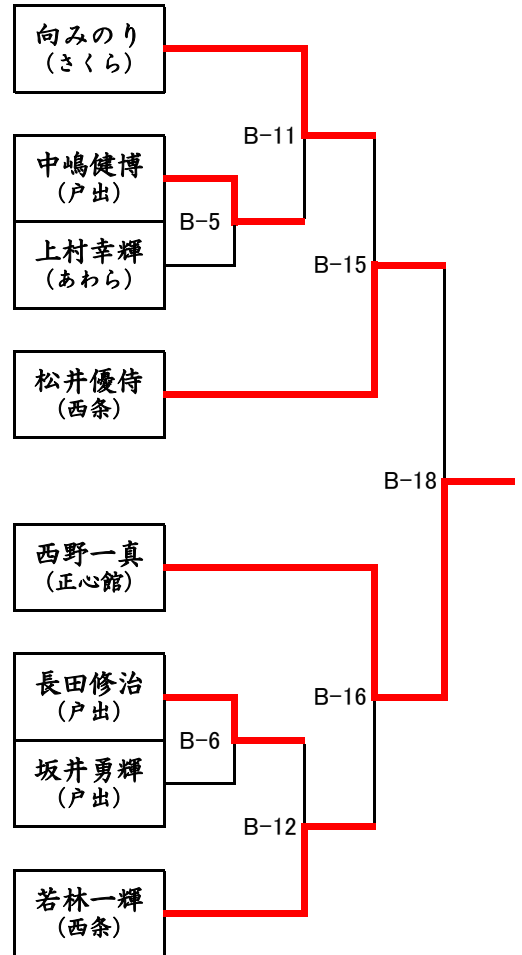 向みのり
(さくら)
B-11
中嶋健博
(戸出)
B-5
上村幸輝
(あわら)
B-15
松井優侍
(西条)
B-18
西野一真
(正心館)
長田修治
(戸出)
B-16
B-6
坂井勇輝
(戸出)
B-12
若林一輝
(西条)